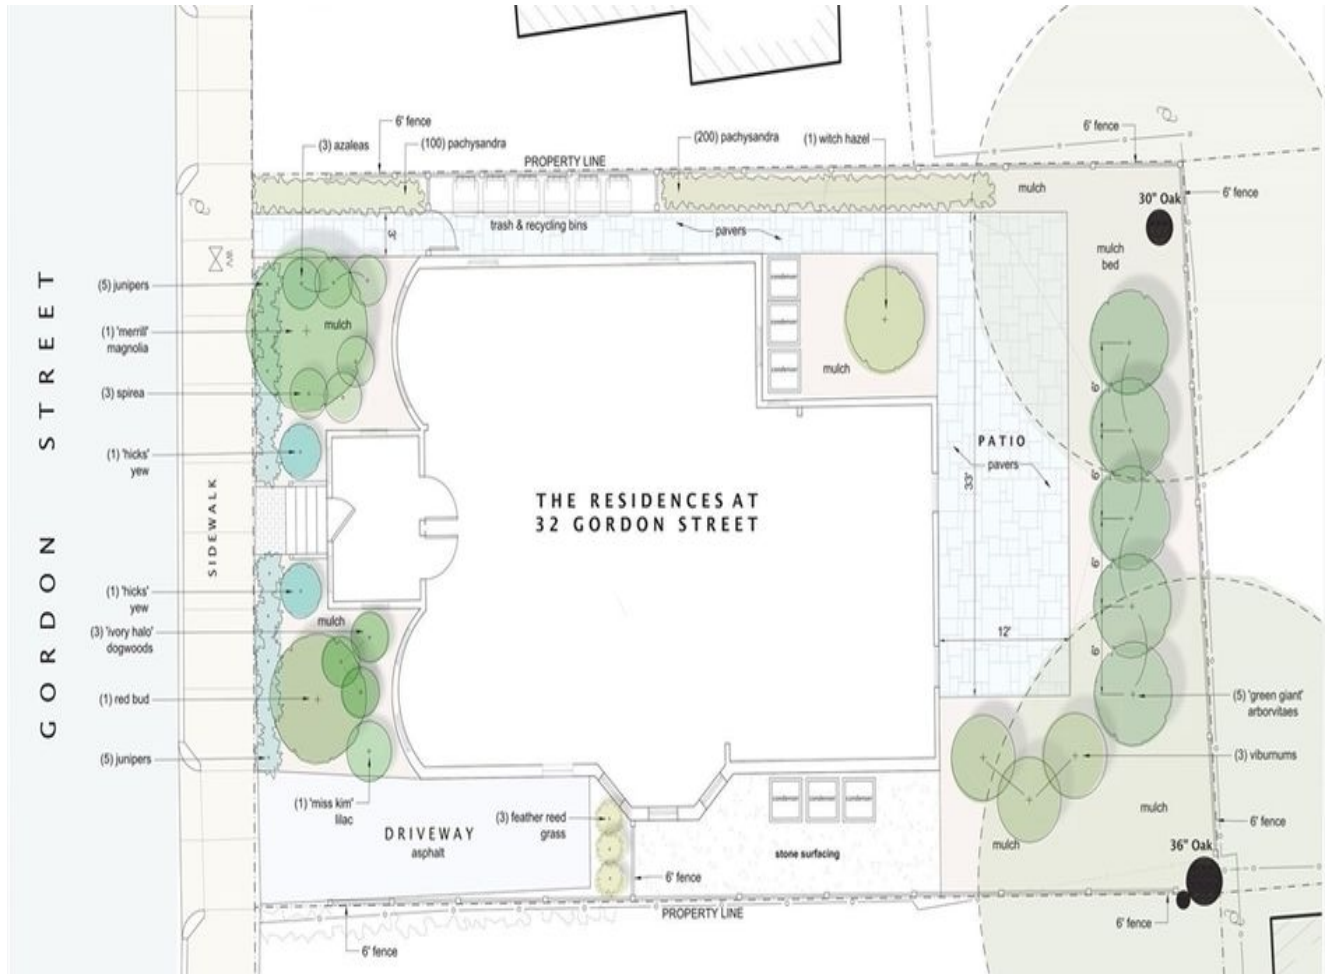 6' fence
(3) azaleas
(100) pachysandra
PROPERTY LINE
(200) pachysandra
(1) witch hazel
6' fence
mulch
6' fence
30" Oak
trash & recycling bins
pavers
3'
mulch
bed
(5) junipers
(1) 'merrill'
magnolia
mulch
(3) spirea
condenser
condenser
condenser
mulch
(1) 'hicks'
yew
PATIO
pavers
33'
12'
6'
6'
6'
6'
GORDON STREET
SIDEWALK
THE RESIDENCES AT
32 GORDON STREET
(1) 'hicks'
yew
(3) 'ivory halo'
dogwoods
mulch
(1) red bud
(5) junipers
(5) 'green giant'
arborvitaes
(3) viburnums
(1) 'miss kim'
lilac
DRIVEWAY
asphalt
(3) feather reed
grass
condenser
condenser
condenser
stone surfacing
mulch
mulch
6' fence
36" Oak
6' fence
PROPERTY LINE
6' fence
6' fence